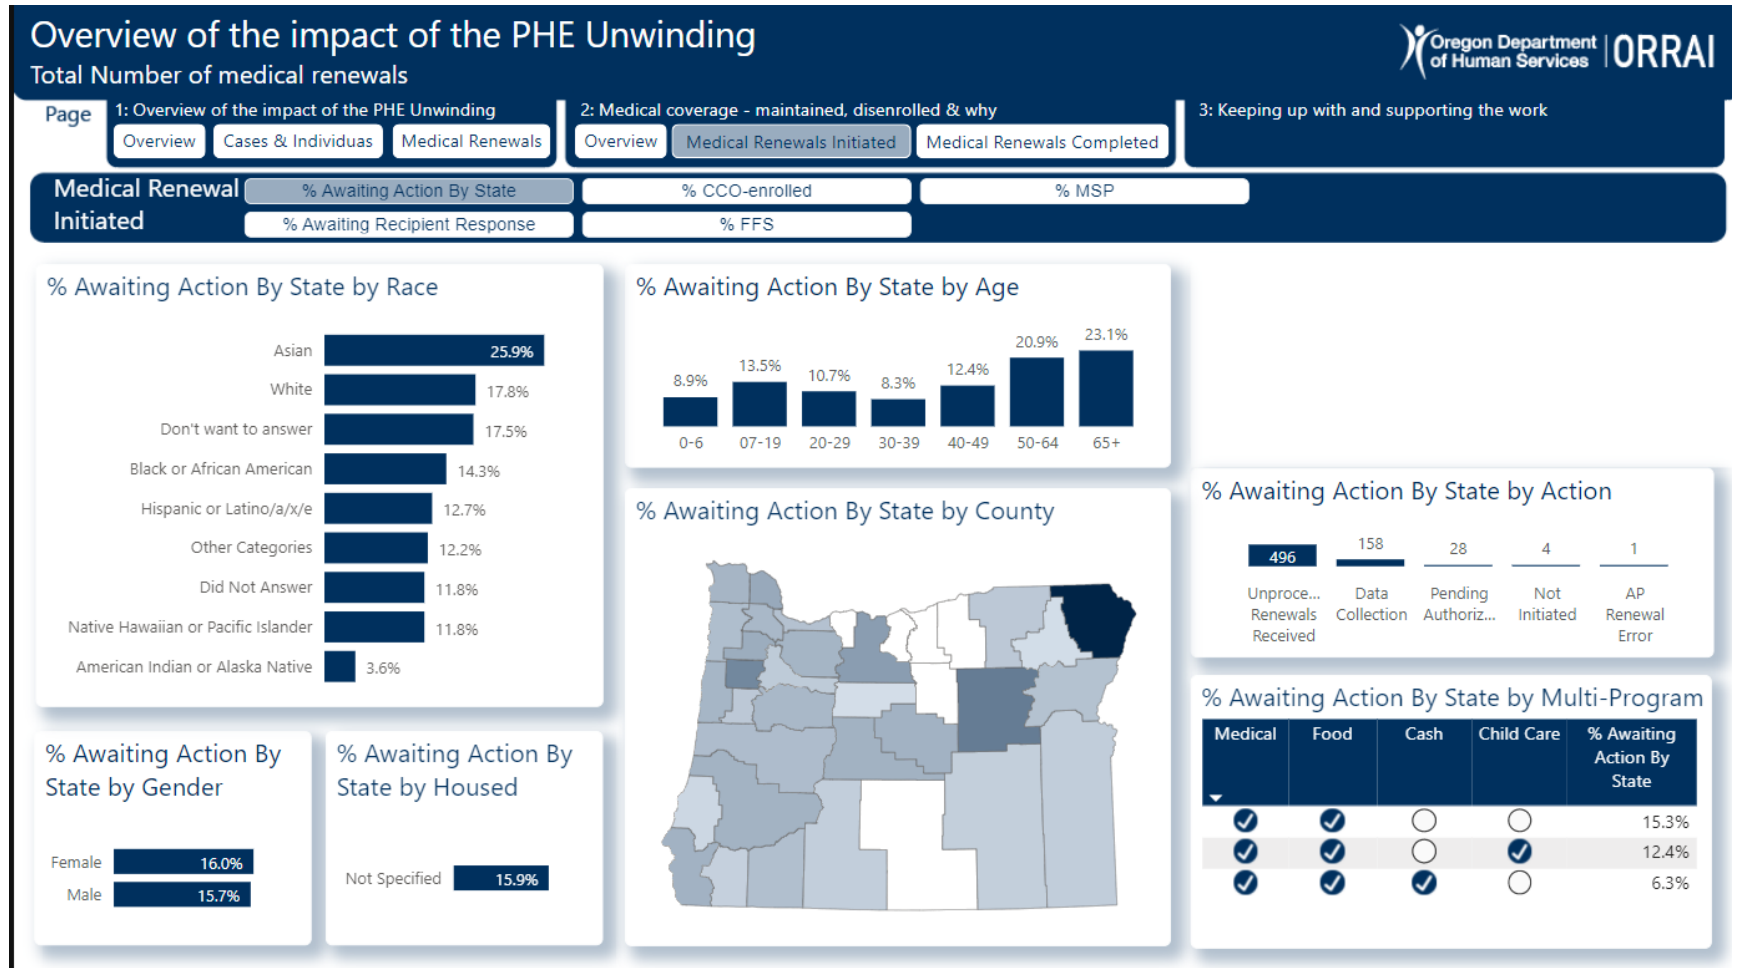 Overview of the impact of the PHE Unwinding
Total Number of medical renewals
Oregon Department
of Human Services
ORRAI
Page
1: Overview of the impact of the PHE Unwinding
Overview
Cases & Individuas
Medical Renewals
2: Medical coverage - maintained, disenrolled & why
Overview
Medical Renewals Initiated
Medical Renewals Completed
3: Keeping up with and supporting the work
Medical Renewal
Initiated
% Awaiting Action By State
% CCO-enrolled
% MSP
% Awaiting Recipient Response
% FFS
% Awaiting Action By State by Race
Asian 25.9%
White 17.8%
Don't want to answer 17.5%
Black or African American 14.3%
Hispanic or Latino/a/x/e 12.7%
Other Categories 12.2%
Did Not Answer 11.8%
Native Hawaiian or Pacific Islander 11.8%
American Indian or Alaska Native 3.6%
% Awaiting Action By
State by Gender
Female 16.0%
Male 15.7%
% Awaiting Action By
State by Housed
Not Specified 15.9%
% Awaiting Action By State by Age
8.9% 13.5% 10.7% 8.3% 12.4% 20.9% 23.1%
0-6 07-19 20-29 30-39 40-49 50-64 65+
% Awaiting Action By State by County
% Awaiting Action By State by Action
496 158 28 4 1
Unproce... Data Pending Not AP
Renewals Collection Authoriz... Initiated Renewal
Received Error
% Awaiting Action By State by Multi-Program
Medical Food Cash Child Care % Awaiting
Action By
State
15.3%
12.4%
6.3%